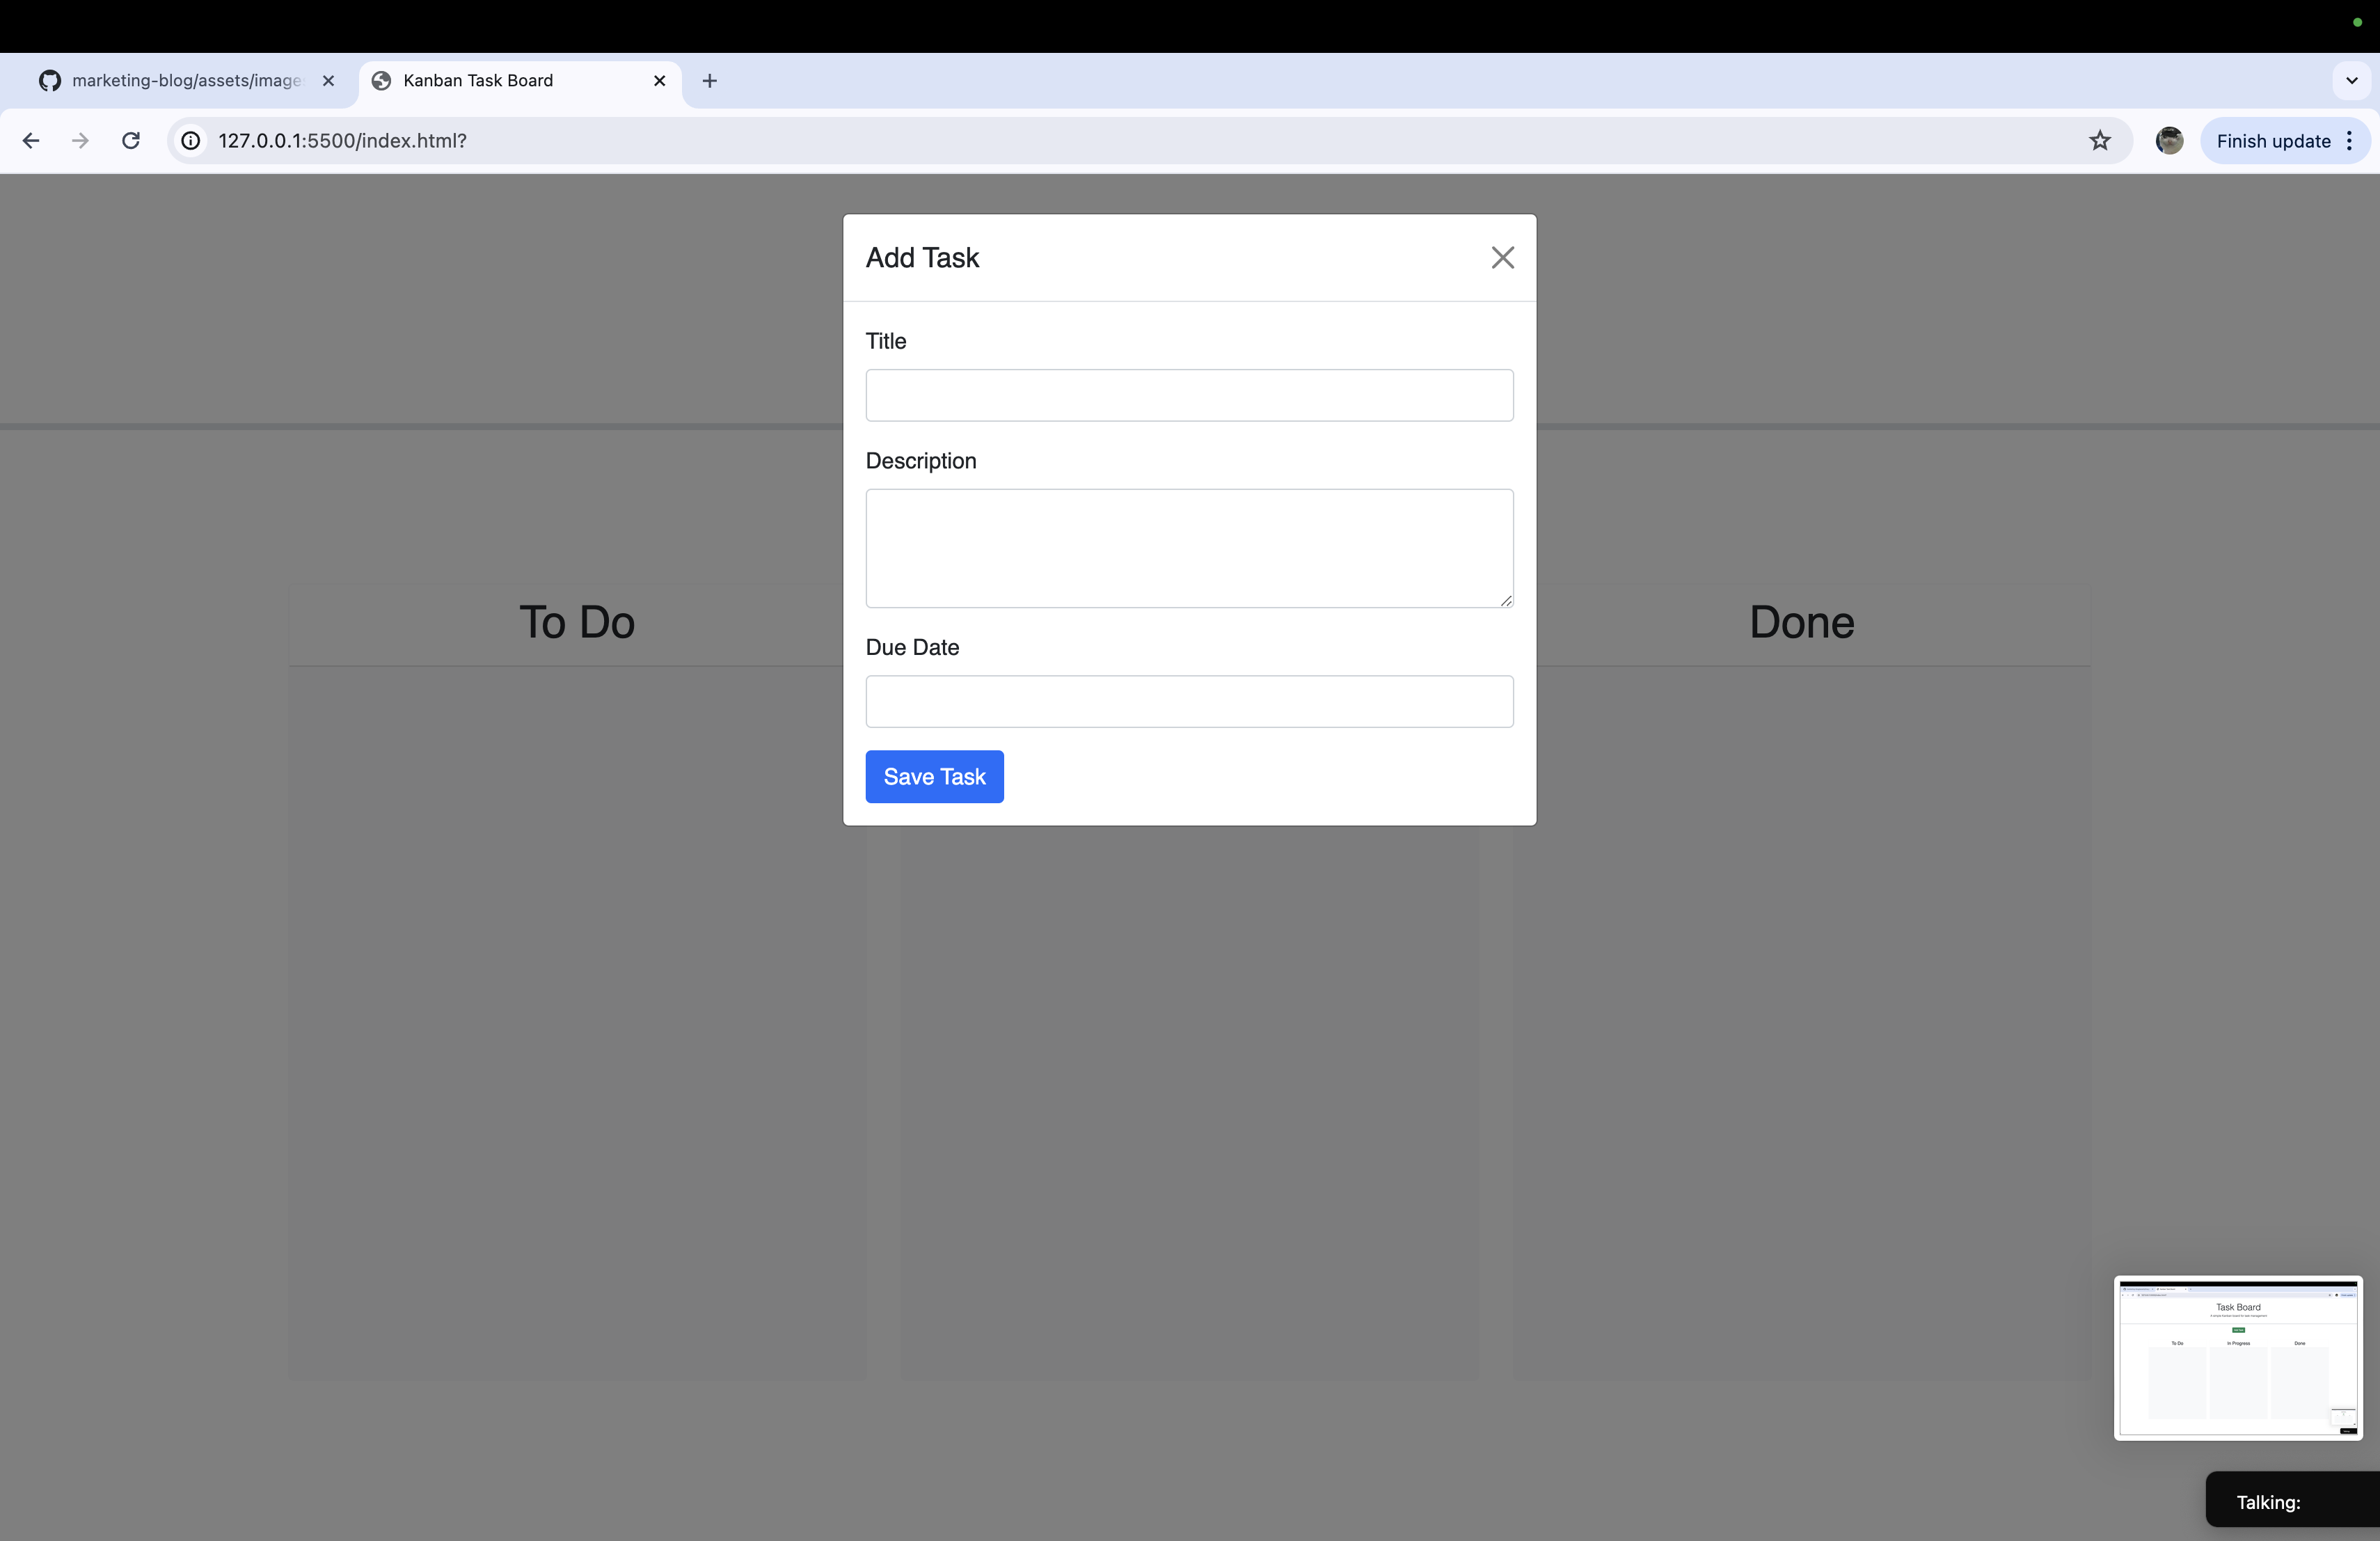 marketing-blog/assets/image
Kanban Task Board
127.0.0.1:5500/index.html?
Finish update
Add Task
Title
Description
Due Date
Save Task
To Do
Done
Task Board
To Do
In Progress
Done
Talking: